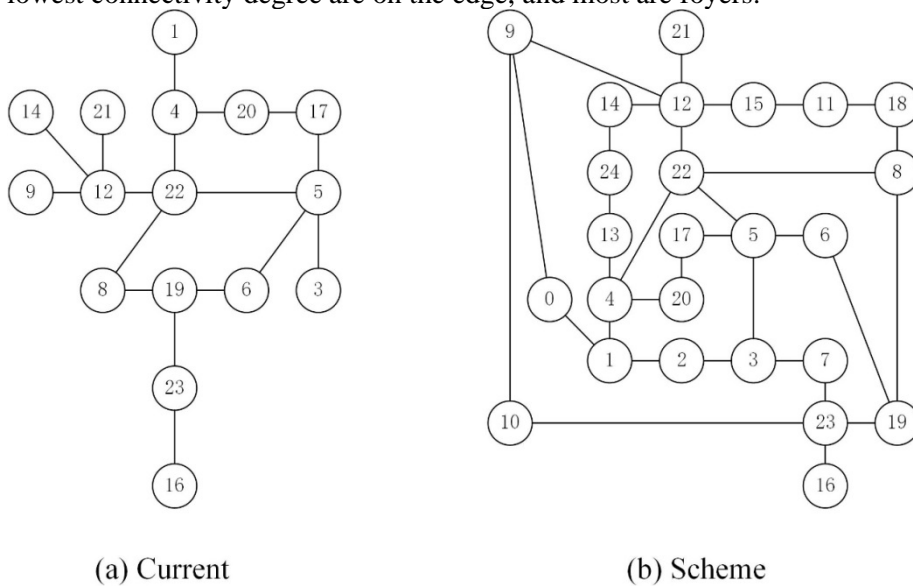 lowest connectivity degree are on the edge, and most are foyers.
1
14 21 4 20 17
9 12 22 5
8 19 6 3
23
16
(a) Current
9 21
14 12 15 11 18
24 22 8
13 17 5 6
0 4 20
1 2 3 7
10 23 19
16
(b) Scheme